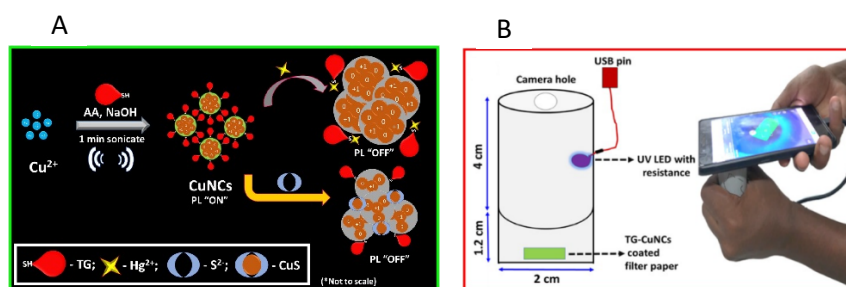 A
B
SH
AA, NaOH
1 min sonicate
Cu²⁺
CuNCs
PL “ON”
PL “OFF”
PL “OFF”
SH - TG; - Hg²⁺; - S²⁻; - CuS
(*Not to scale)
USB pin
Camera hole
4 cm
UV LED with
resistance
1.2 cm
TG-CuNCs
coated
filter paper
2 cm